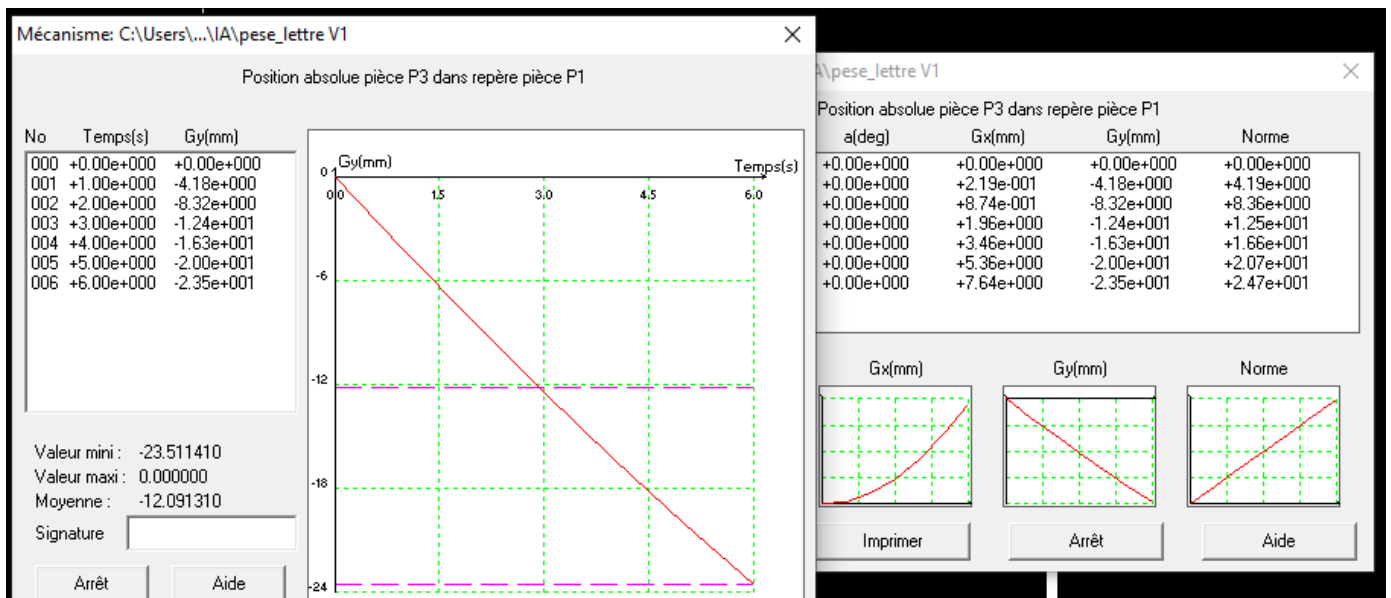 Mécanisme: C:\Users\...\IA\pese_lettre V1
Position absolue pièce P3 dans repère pièce P1
No Temps(s) Gy(mm)
000 +0.00e+000 +0.00e+000
001 +1.00e+000 -4.18e+000
002 +2.00e+000 -8.32e+000
003 +3.00e+000 -1.24e+001
004 +4.00e+000 -1.63e+001
005 +5.00e+000 -2.00e+001
006 +6.00e+000 -2.35e+001
Valeur mini : -23.511410
Valeur maxi : 0.000000
Moyenne : -12.091310
Signature
Arrêt Aide
Gy(mm) Temps(s)
0
0.0 1.5 3.0 4.5 6.0
-6
-12
-18
-24
\pese_lettre V1
Position absolue pièce P3 dans repère pièce P1
a(deg) Gx(mm) Gy(mm) Norme
+0.00e+000 +0.00e+000 +0.00e+000 +0.00e+000
+0.00e+000 +2.19e-001 -4.18e+000 +4.19e+000
+0.00e+000 +8.74e-001 -8.32e+000 +8.36e+000
+0.00e+000 +1.96e+000 -1.24e+001 +1.25e+001
+0.00e+000 +3.46e+000 -1.63e+001 +1.66e+001
+0.00e+000 +5.36e+000 -2.00e+001 +2.07e+001
+0.00e+000 +7.64e+000 -2.35e+001 +2.47e+001
Gx(mm) Gy(mm) Norme
Imprimer Arrêt Aide